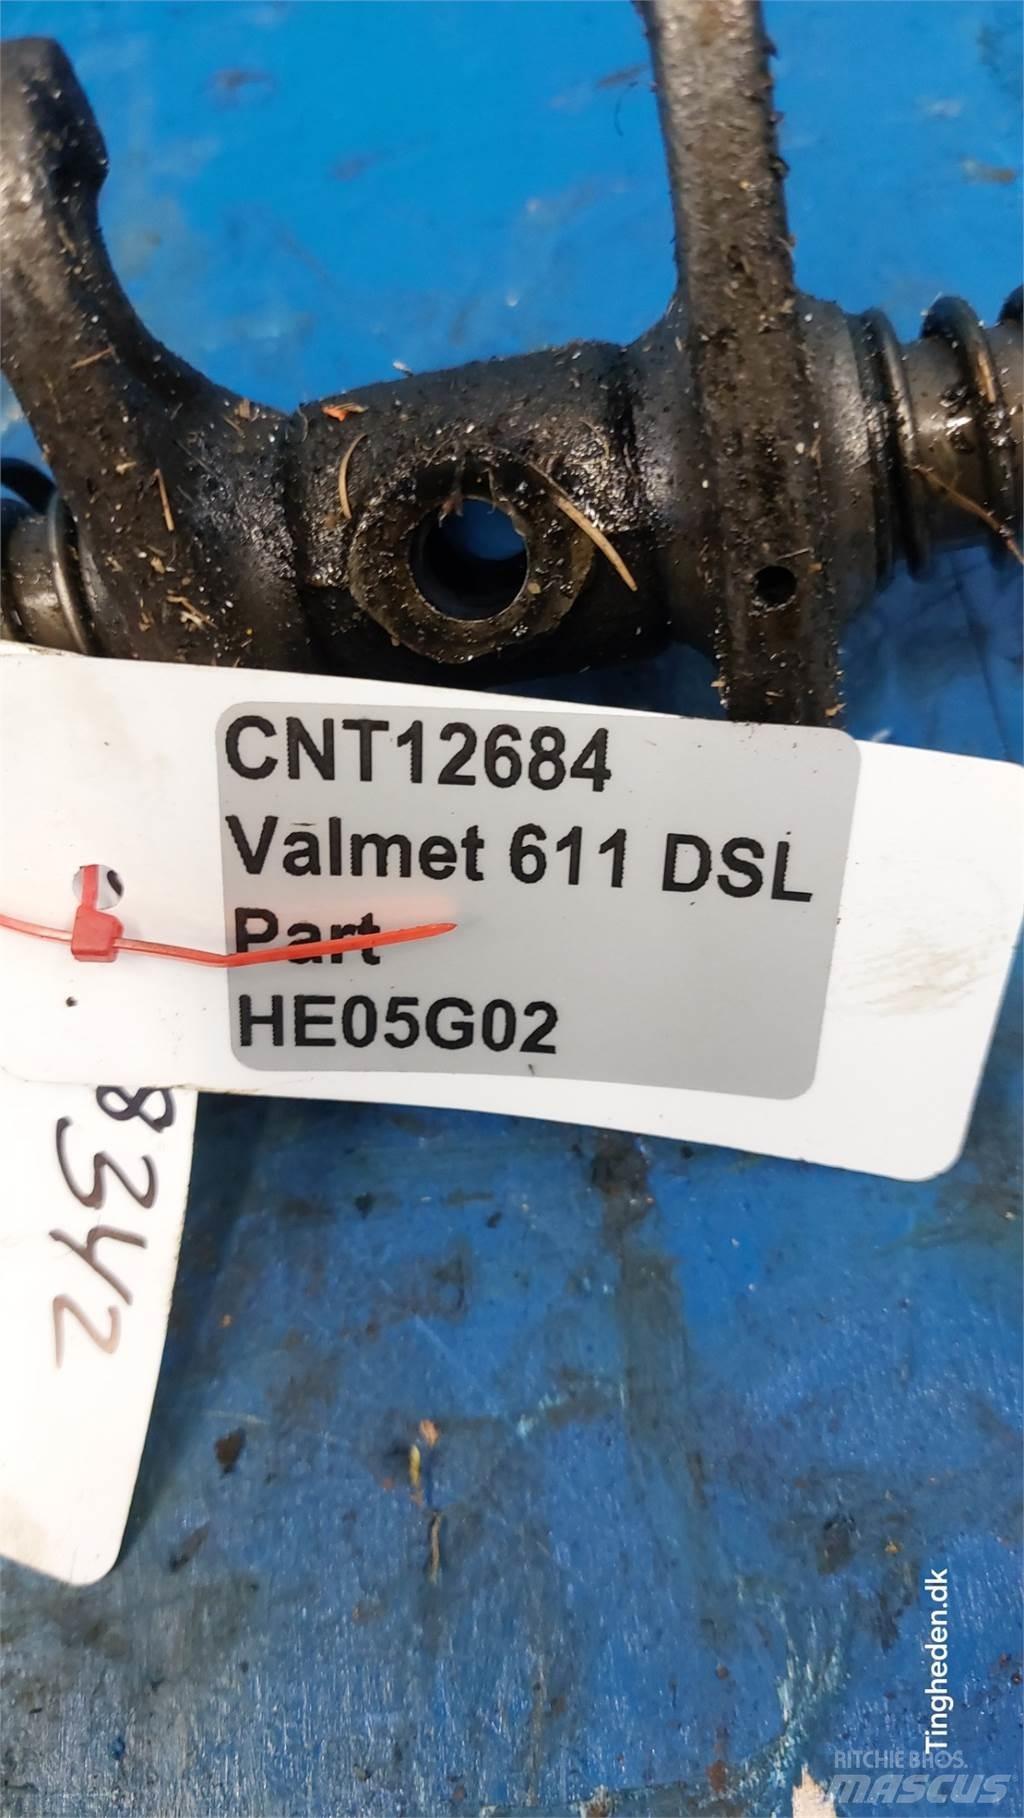 CNT12684
Valmet 611 DSL
Part
HE05G02
8342
Tingheden.dk
RITCHIE BROS.
MASCUS